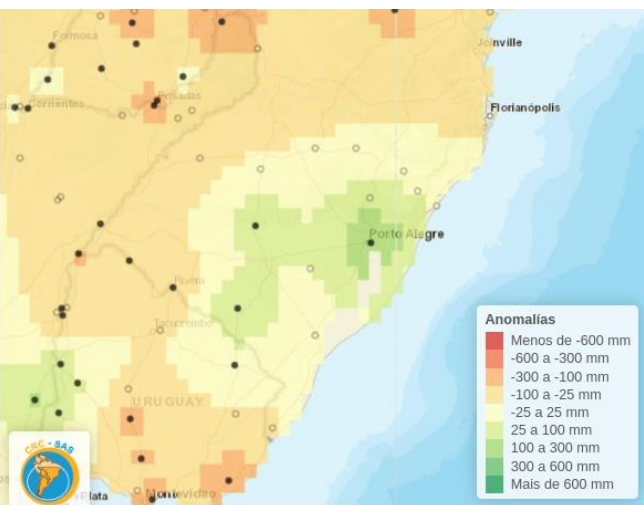 Formosa
Joinville
Posadas
Corrientes
Florianópolis
Porto Alegre
Rivera
Tacuarembó
URUGUAY
Plata
Montevideo
CRC - SAS
Anomalías
Menos de -600 mm
-600 a -300 mm
-300 a -100 mm
-100 a -25 mm
-25 a 25 mm
25 a 100 mm
100 a 300 mm
300 a 600 mm
Mais de 600 mm